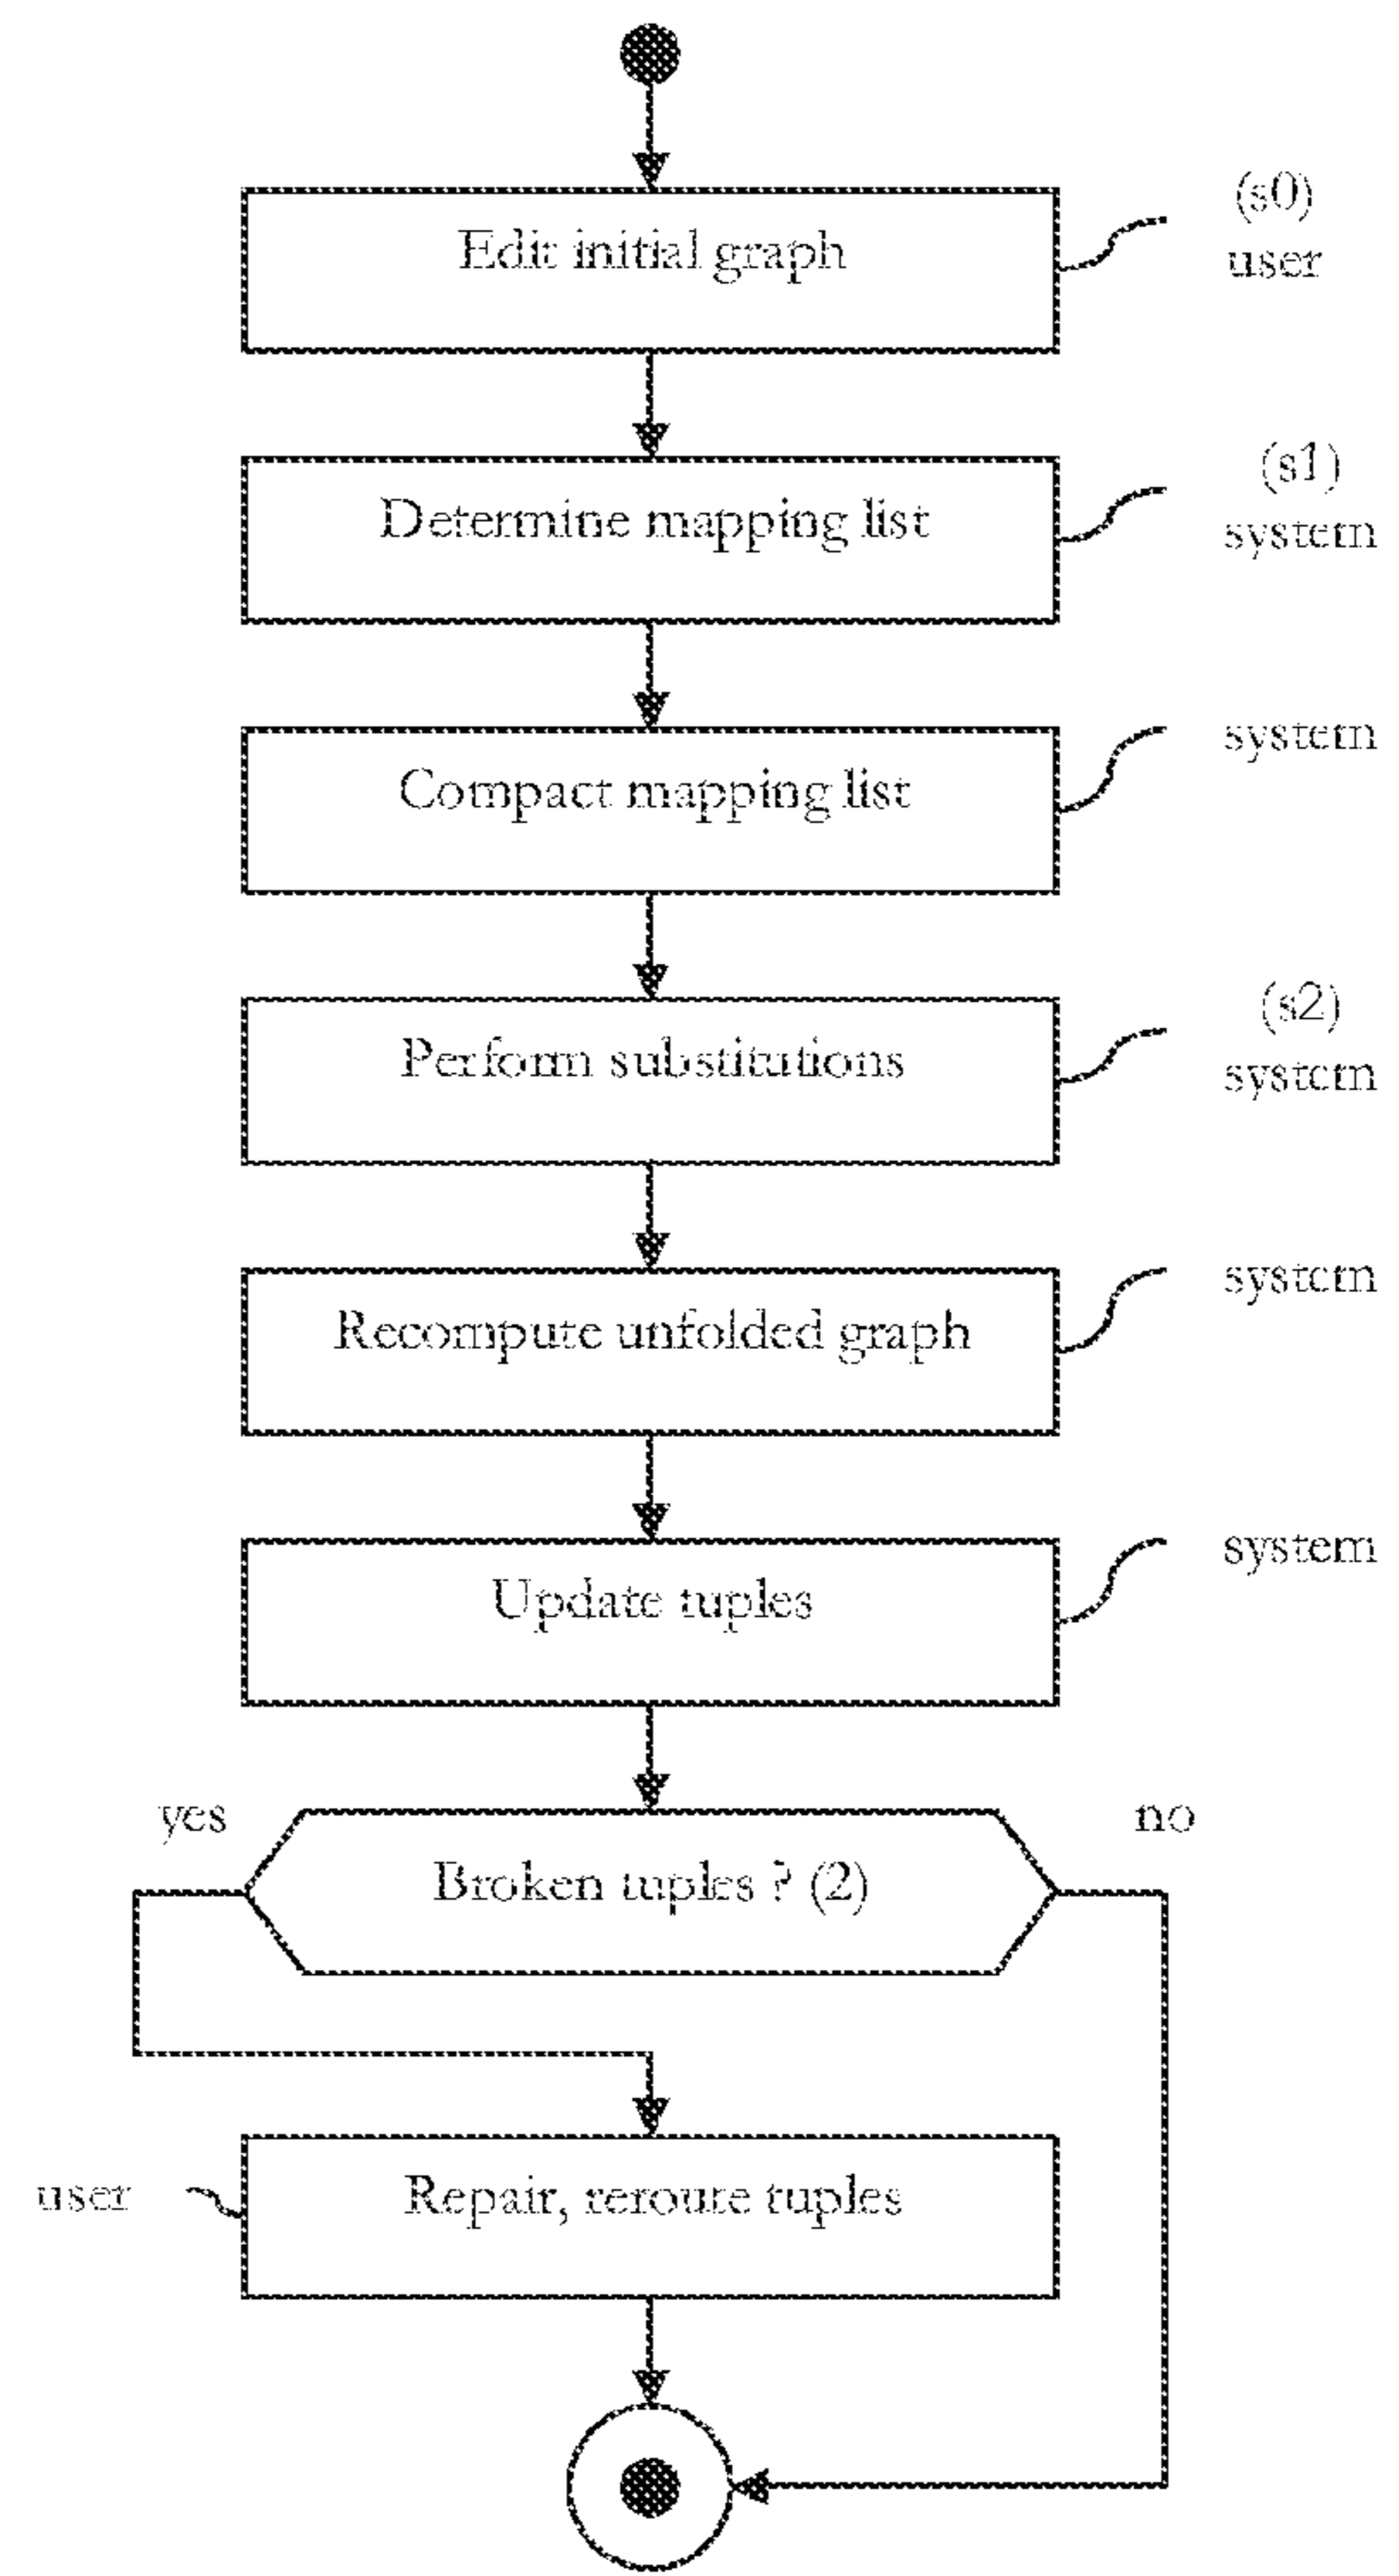 Edit initial graph
(s0)
user
Determine mapping list
(s1)
system
Compact mapping list
system
Perform substitutions
(s2)
system
Recompute unfolded graph
system
Update tuples
system
yes
no
Broken tuples ? (2)
user
Repair, reroute tuples